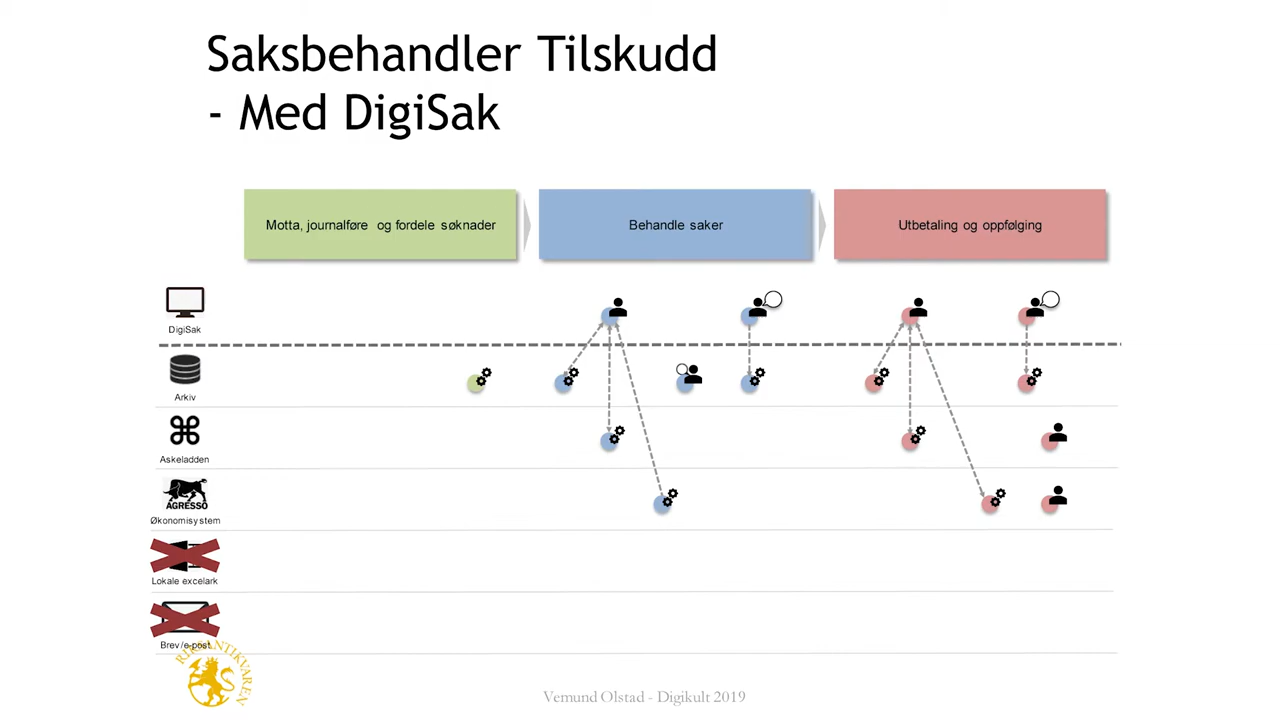 Saksbehandler Tilskudd
- Med DigiSak
Motta, journalføre og fordele søknader
Behandle saker
Utbetaling og oppfølging
DigiSak
Arkiv
Askeladden
AGRESSO
Økonomisystem
Lokale excelark
Brev/e-post
RIKSANTIKVAREN
Vemund Olstad - Digikult 2019